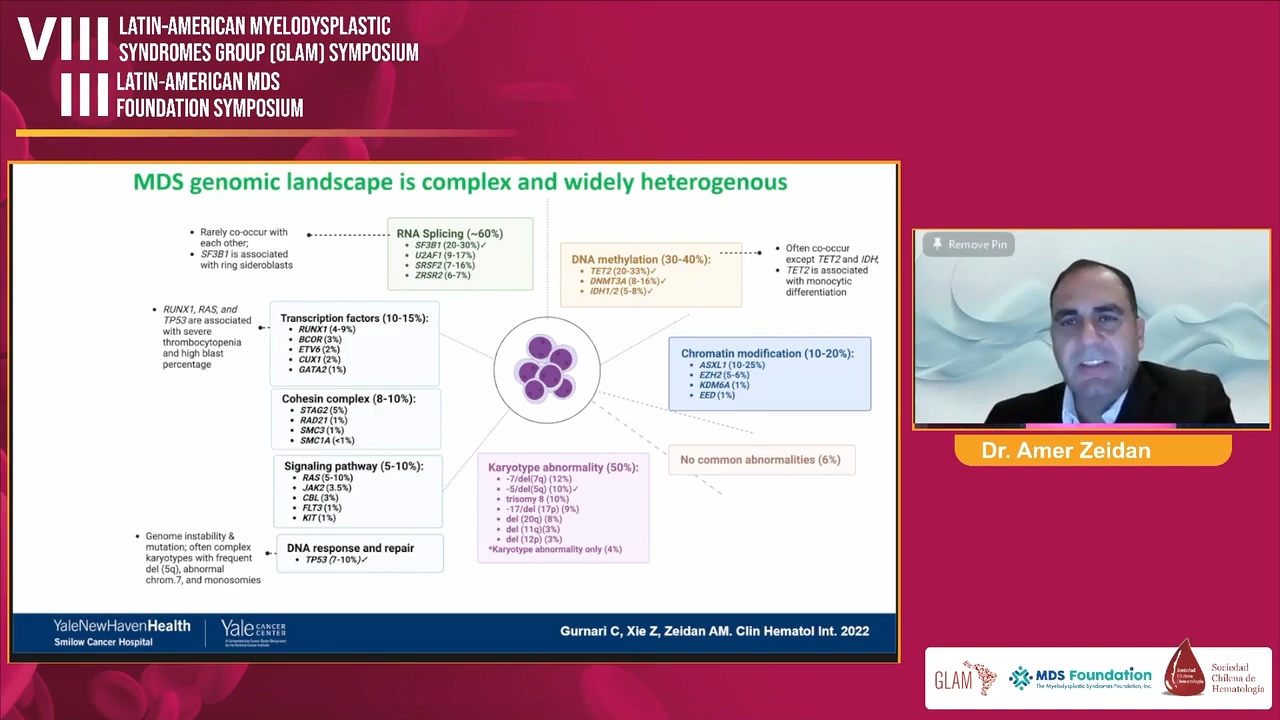 VIII LATIN-AMERICAN MYELODYSPLASTIC
SYNDROMES GROUP (GLAM) SYMPOSIUM
III LATIN-AMERICAN MDS
FOUNDATION SYMPOSIUM
MDS genomic landscape is complex and widely heterogenous
• Rarely co-occur with
each other;
• SF3B1 is associated
with ring sideroblasts
RNA Splicing (~60%)
• SF3B1 (20-30%)✓
• U2AF1 (9-17%)
• SRSF2 (7-16%)
• ZRSR2 (6-7%)
DNA methylation (30-40%):
• TET2 (20-33%)✓
• DNMT3A (8-16%)✓
• IDH1/2 (5-8%)✓
• Often co-occur
except TET2 and IDH;
• TET2 is associated
with monocytic
differentiation
• RUNX1, RAS, and
TP53 are associated
with severe
thrombocytopenia
and high blast
percentage
Transcription factors (10-15%):
• RUNX1 (4-9%)
• BCOR (3%)
• ETV6 (2%)
• CUX1 (2%)
• GATA2 (1%)
Chromatin modification (10-20%):
• ASXL1 (10-25%)
• EZH2 (5-6%)
• KDM6A (1%)
• EED (1%)
Cohesin complex (8-10%):
• STAG2 (5%)
• RAD21 (1%)
• SMC3 (1%)
• SMC1A (<1%)
No common abnormalities (6%)
Signaling pathway (5-10%):
• RAS (5-10%)
• JAK2 (3.5%)
• CBL (3%)
• FLT3 (1%)
• KIT (1%)
Karyotype abnormality (50%):
• -7/del(7q) (12%)
• -5/del(5q) (10%)✓
• trisomy 8 (10%)
• -17/del (17p) (9%)
• del (20q) (8%)
• del (11q)(3%)
• del (12p) (3%)
*Karyotype abnormality only (4%)
• Genome instability &
mutation; often complex
karyotypes with frequent
del (5q), abnormal
chrom.7, and monosomies
DNA response and repair
• TP53 (7-10%)✓
YaleNewHavenHealth
Smilow Cancer Hospital
Yale CANCER
CENTER
Gurnari C, Xie Z, Zeidan AM. Clin Hematol Int. 2022
Remove Pin
Dr. Amer Zeidan
GLAM
MDS Foundation
The Myelodysplastic Syndromes Foundation, Inc.
Sociedad
Chilena de
Hematología
Sociedad
Chilena de
Hematología